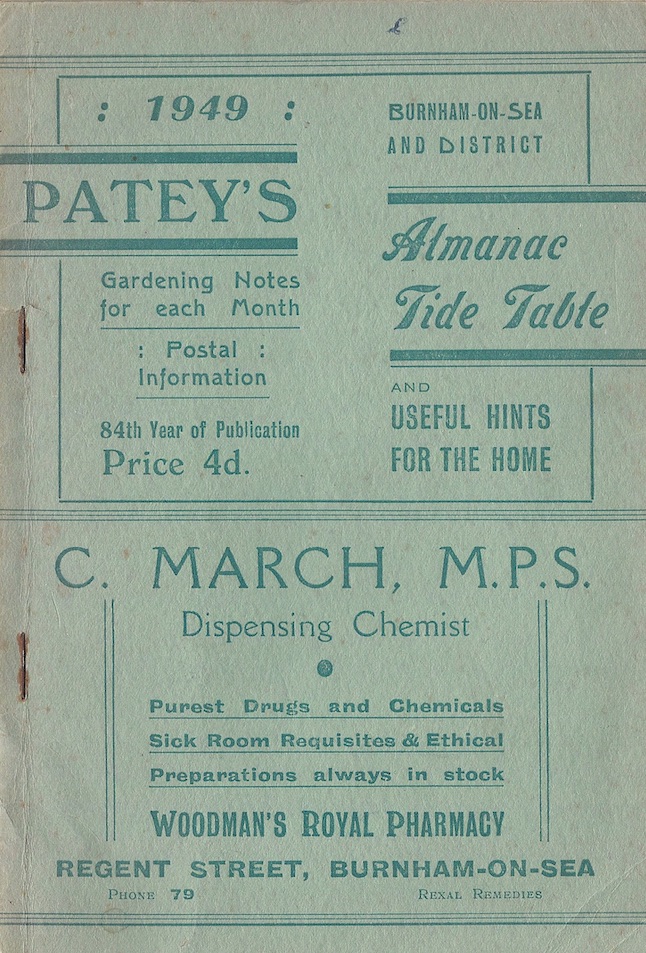 : 1949 :
PATEY'S
Gardening Notes
for each Month
: Postal :
Information
84th Year of Publication
Price 4d.
BURNHAM-ON-SEA
AND DISTRICT
Almanac
Tide Table
AND
USEFUL HINTS
FOR THE HOME
C. MARCH, M.P.S.
Dispensing Chemist
Purest Drugs and Chemicals
Sick Room Requisites & Ethical
Preparations always in stock
WOODMAN'S ROYAL PHARMACY
REGENT STREET, BURNHAM-ON-SEA
PHONE 79
REXAL REMEDIES